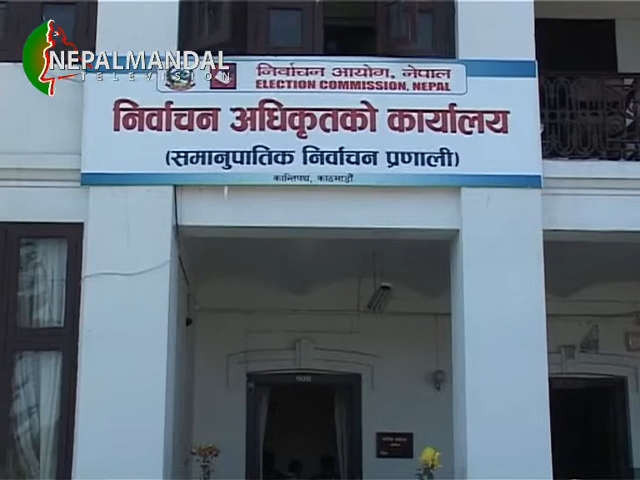 NEPALMANDAL
TELEVISION
निर्वाचन आयोग, नेपाल
ELECTION COMMISSION, NEPAL
निर्वाचन अधिकृतको कार्यालय
(समानुपातिक निर्वाचन प्रणाली)
कान्तिपथ, काठमाडौं